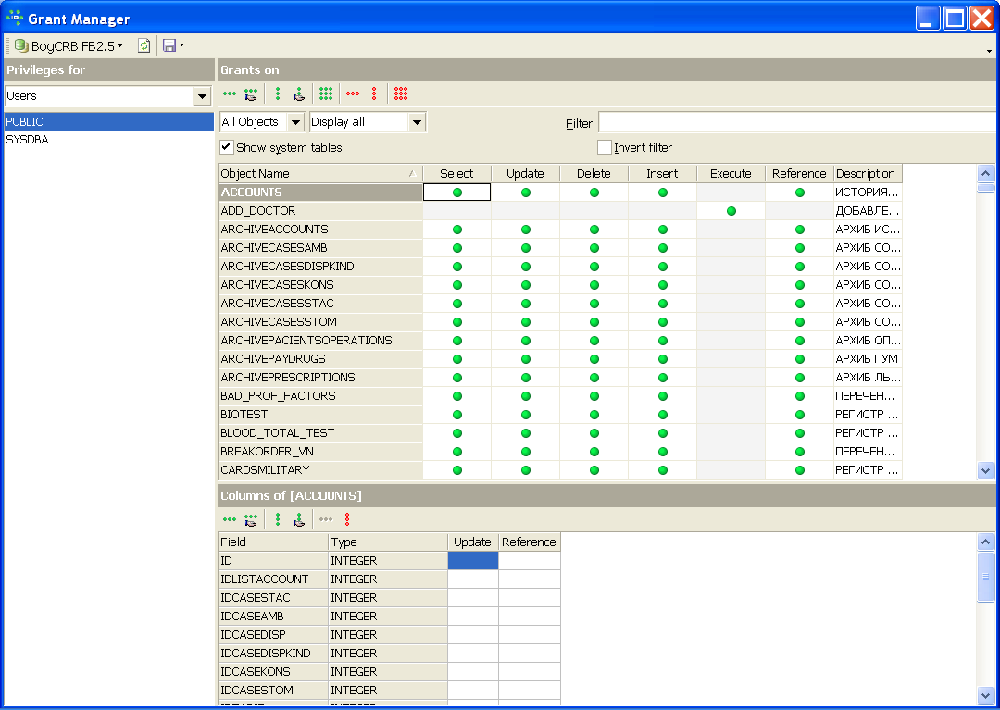 Grant Manager
BogCRB FB2.5
Privileges for
Grants on
Users
PUBLIC
SYSDBA
All Objects Display all Filter
Show system tables Invert filter
Object Name Select Update Delete Insert Execute Reference Description
ACCOUNTS ИСТОРИЯ...
ADD_DOCTOR ДОБАВЛЕ...
ARCHIVEACCOUNTS АРХИВ ИС...
ARCHIVECASESAMB АРХИВ СО...
ARCHIVECASESDISPKIND АРХИВ СО...
ARCHIVECASESKONS АРХИВ СО...
ARCHIVECASESSTAC АРХИВ СО...
ARCHIVECASESSTOM АРХИВ СО...
ARCHIVEPACIENTSOPERATIONS АРХИВ ОП...
ARCHIVEPAYDRUGS АРХИВ ПУМ
ARCHIVEPRESCRIPTIONS АРХИВ ЛЬ...
BAD_PROF_FACTORS ПЕРЕЧЕН...
BIOTEST РЕГИСТР ...
BLOOD_TOTAL_TEST РЕГИСТР ...
BREAKORDER_VN ПЕРЕЧЕН...
CARDSMILITARY РЕГИСТР ...
Columns of [ACCOUNTS]
Field Type Update Reference
ID INTEGER
IDLISTACCOUNT INTEGER
IDCASESTAC INTEGER
IDCASEAMB INTEGER
IDCASEDISP INTEGER
IDCASEDISPKIND INTEGER
IDCASEKONS INTEGER
IDCASESTOM INTEGER